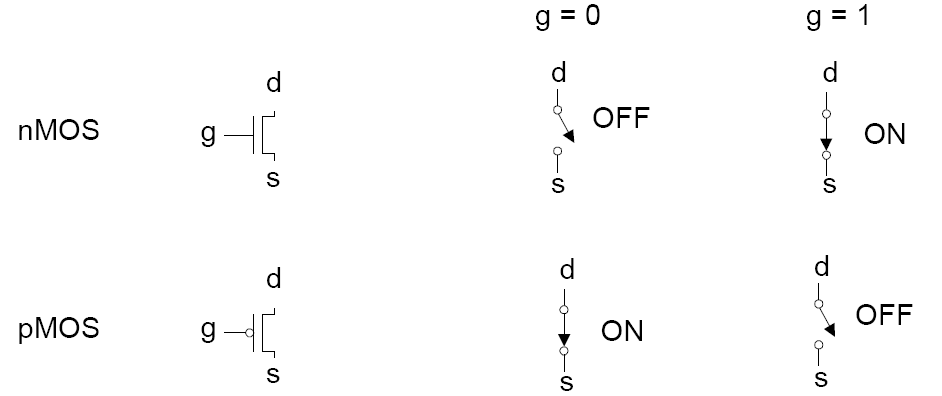 g = 0 g = 1
d d d
nMOS g OFF ON
s s s
d d d
pMOS g ON OFF
s s s